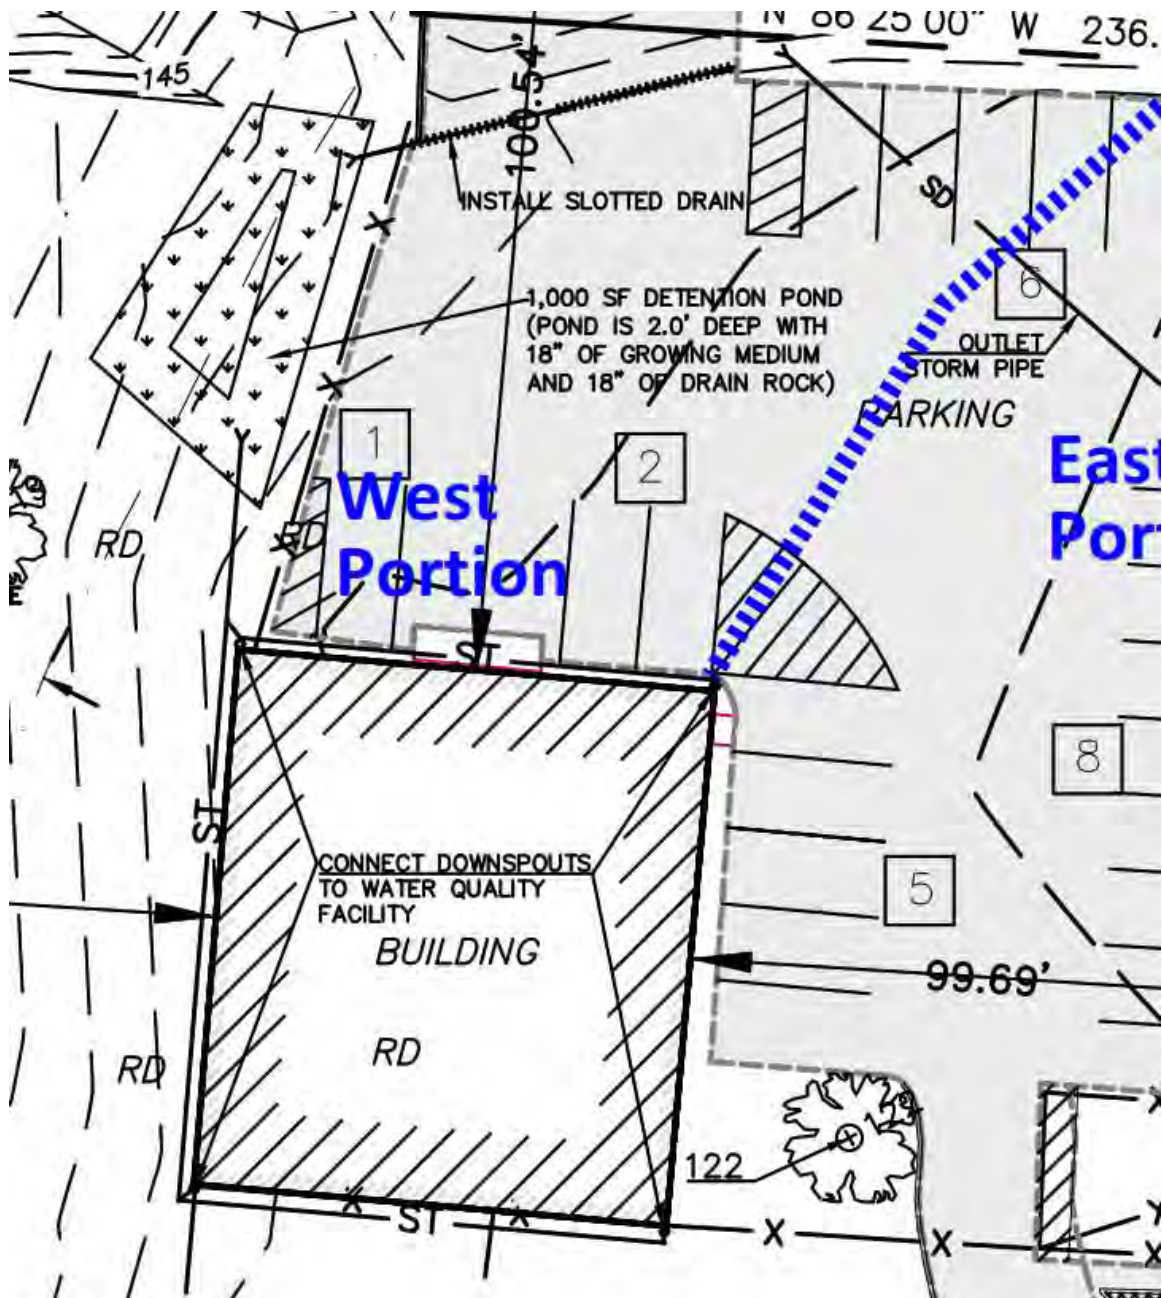 N 86 25'00" W 236.
145
100.54'
SD
INSTALL SLOTTED DRAIN
1,000 SF DETENTION POND
(POND IS 2.0' DEEP WITH
18" OF GROWING MEDIUM
AND 18" OF DRAIN ROCK)
6
OUTLET
STORM PIPE
PARKING
1
2
West
Portion
East
Port
RD
RD
ST
8
ST
CONNECT DOWNSPOUTS
TO WATER QUALITY
FACILITY
5
BUILDING
99.69'
RD
RD
122
ST
X
X
X
X
X